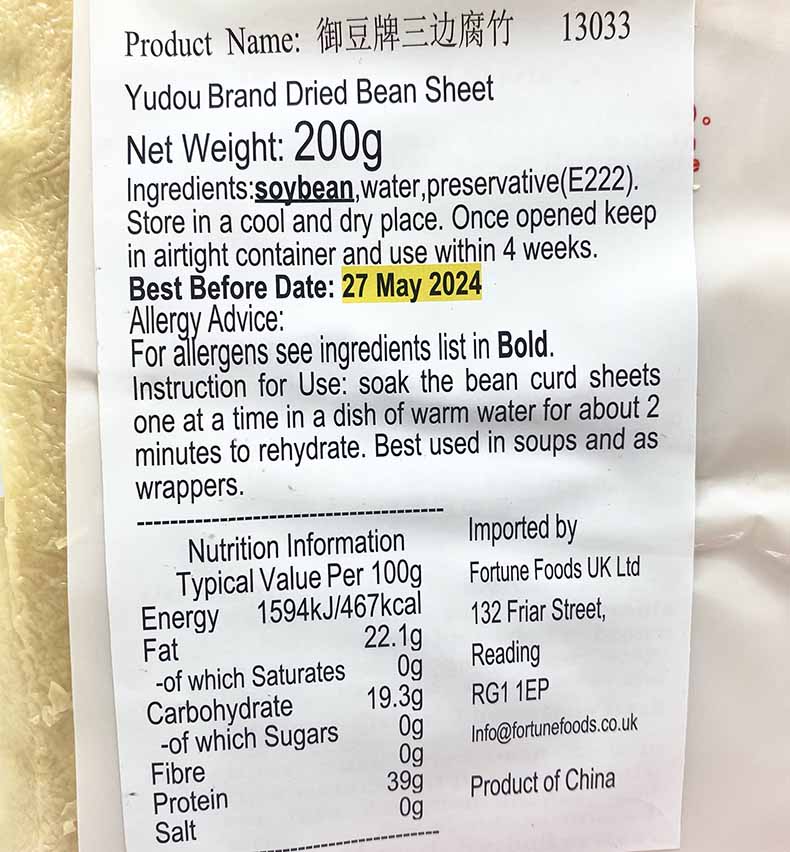 Product Name: 御豆牌三边腐竹 13033
Yudou Brand Dried Bean Sheet
Net Weight: 200g
Ingredients:soybean,water,preservative(E222).
Store in a cool and dry place. Once opened keep
in airtight container and use within 4 weeks.
Best Before Date: 27 May 2024
Allergy Advice:
For allergens see ingredients list in Bold.
Instruction for Use: soak the bean curd sheets
one at a time in a dish of warm water for about 2
minutes to rehydrate. Best used in soups and as
wrappers.
Nutrition Information
Typical Value Per 100g
Energy 1594kJ/467kcal
Fat 22.1g
-of which Saturates 0g
Carbohydrate 19.3g
-of which Sugars 0g
Fibre 0g
Protein 39g
Salt 0g
Imported by
Fortune Foods UK Ltd
132 Friar Street,
Reading
RG1 1EP
Info@fortunefoods.co.uk
Product of China